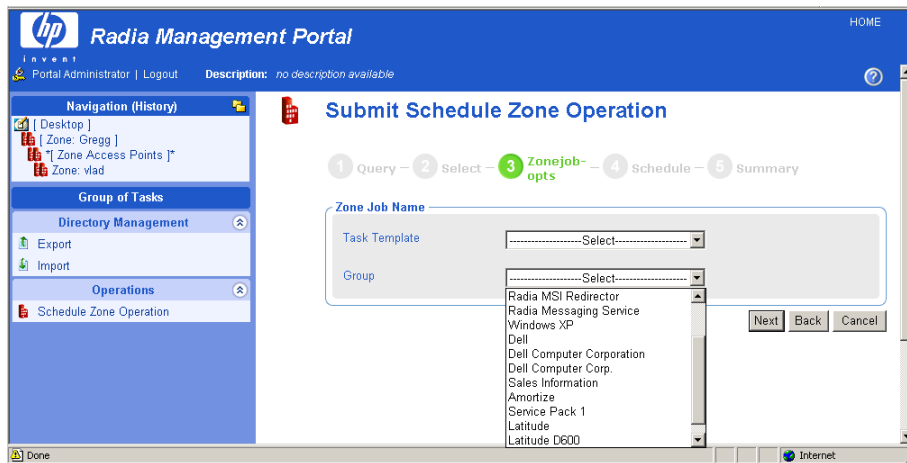 HOME
hp
invent
Radia Management Portal
Portal Administrator | Logout Description: no description available
?
Navigation (History)
[ Desktop ]
[ Zone: Gregg ]
*[ Zone Access Points ]*
Zone: vlad
Group of Tasks
Directory Management
Export
Import
Operations
Schedule Zone Operation
Submit Schedule Zone Operation
1 Query – 2 Select – 3 Zonejob-opts – 4 Schedule – 5 Summary
Zone Job Name
Task Template
--------------------Select--------------------
Group
--------------------Select--------------------
Radia MSI Redirector
Radia Messaging Service
Windows XP
Dell
Dell Computer Corporation
Dell Computer Corp.
Sales Information
Amortize
Service Pack 1
Latitude
Latitude D600
Next Back Cancel
Done
Internet